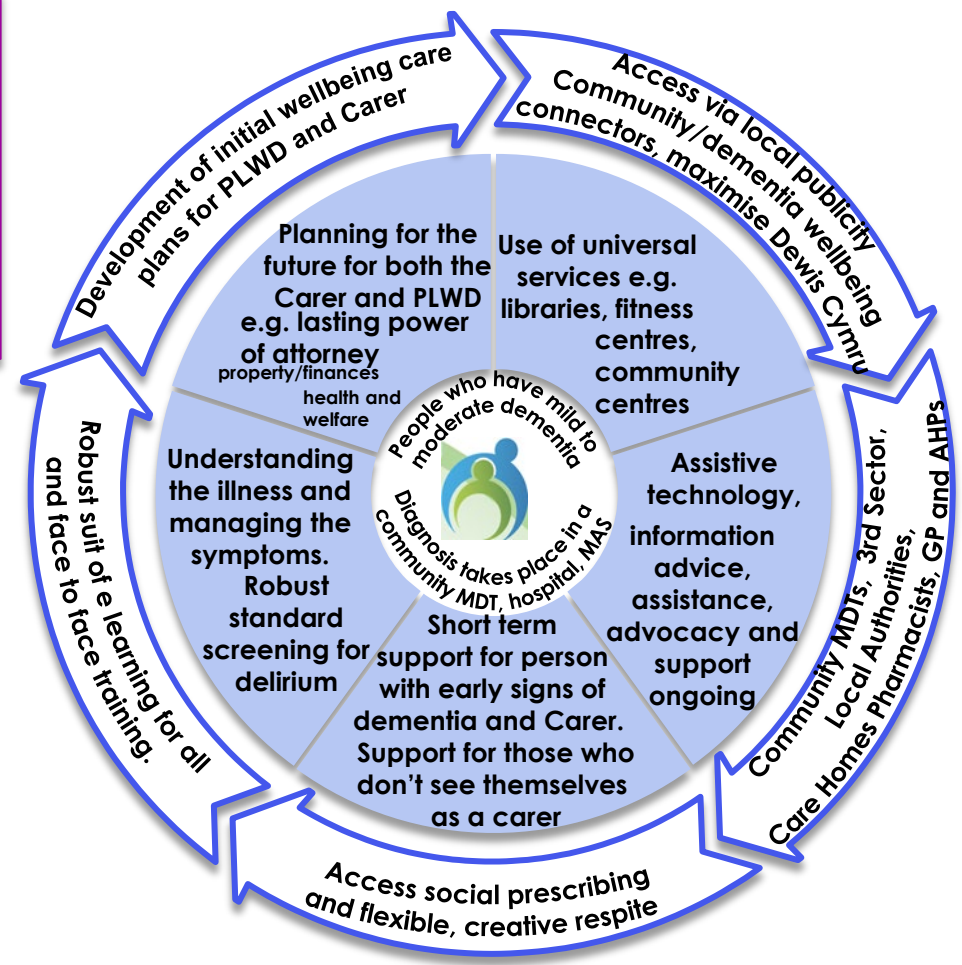 Development of initial wellbeing care
plans for PLWD and Carer
Access via local publicity
Community/dementia wellbeing
connectors, maximise Dewis Cymru
Community MDTs, 3rd Sector,
Local Authorities,
Care Homes Pharmacists, GP and AHPs
Access social prescribing
and flexible, creative respite
Robust suit of e learning for all
and face to face training.
Planning for the
future for both the
Carer and PLWD
e.g. lasting power
of attorney
property/finances
health and
welfare
Use of universal
services e.g.
libraries, fitness
centres,
community
centres
Assistive
technology,
information
advice,
assistance,
advocacy and
support
ongoing
Short term
support for person
with early signs of
dementia and Carer.
Support for those who
don't see themselves
as a carer
Understanding
the illness and
managing the
symptoms.
Robust
standard
screening for
delirium
People who have mild to
moderate dementia
Diagnosis takes place in a
community MDT, hospital, MAS